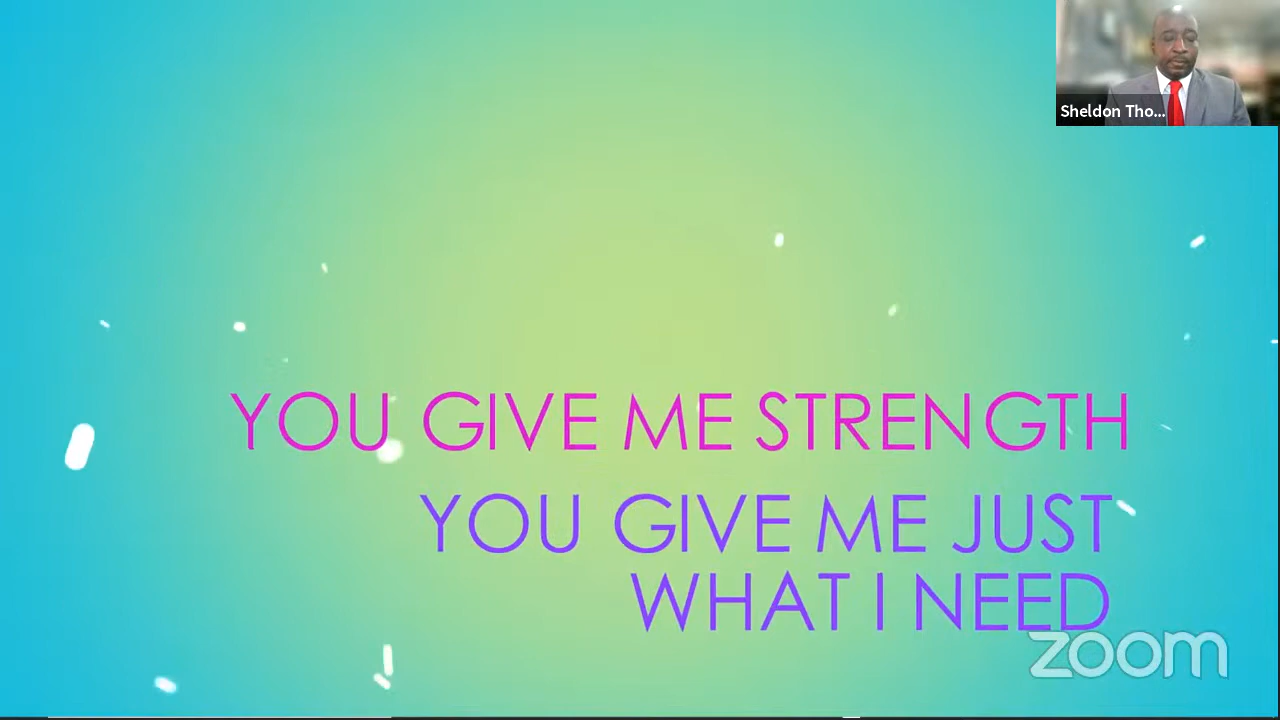 Sheldon Tho...
YOU GIVE ME STRENGTH
YOU GIVE ME JUST
WHAT I NEED
zoom